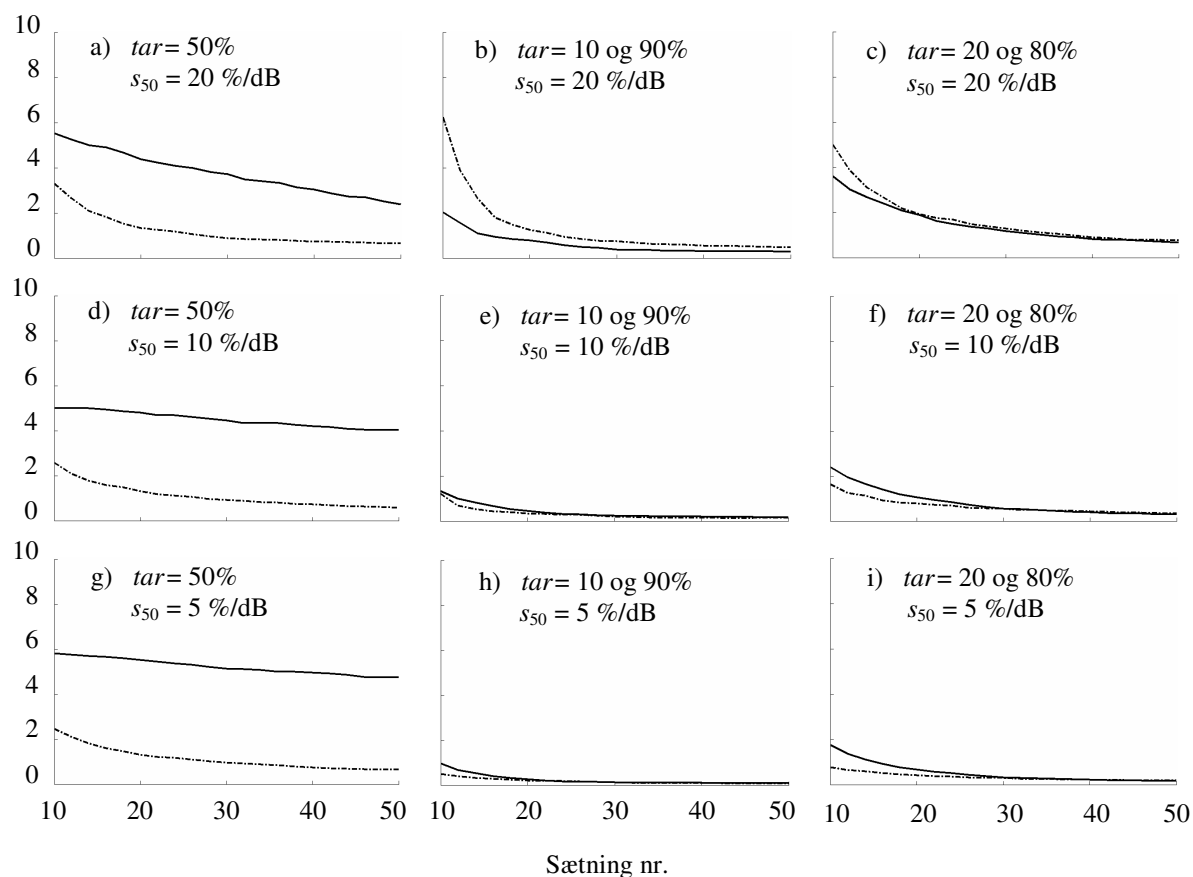 10
8
6
4
2
0
a) tar= 50%
s50 = 20 %/dB
b) tar= 10 og 90%
s50 = 20 %/dB
c) tar= 20 og 80%
s50 = 20 %/dB
10
8
6
4
2
0
d) tar= 50%
s50 = 10 %/dB
e) tar= 10 og 90%
s50 = 10 %/dB
f) tar= 20 og 80%
s50 = 10 %/dB
10
8
6
4
2
0
g) tar= 50%
s50 = 5 %/dB
h) tar= 10 og 90%
s50 = 5 %/dB
i) tar= 20 og 80%
s50 = 5 %/dB
10 20 30 40 50
10 20 30 40 50
10 20 30 40 50
Sætning nr.